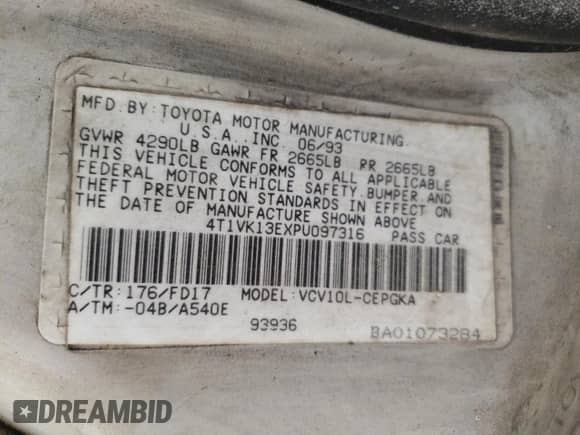 MFD. BY: TOYOTA MOTOR MANUFACTURING,
U.S.A., INC. 06/93
GVWR 4290LB GAWR FR 2665LB RR 2665LB
THIS VEHICLE CONFORMS TO ALL APPLICABLE
FEDERAL MOTOR VEHICLE SAFETY, BUMPER, AND
THEFT PREVENTION STANDARDS IN EFFECT ON
THE DATE OF MANUFACTURE SHOWN ABOVE
4T1VK13EXPU097316 PASS CAR
C/TR: 176/FD17 MODEL: VCV10L-CEPGKA
A/TM: -04B/A540E
93936 BA01073284
DREAMBID